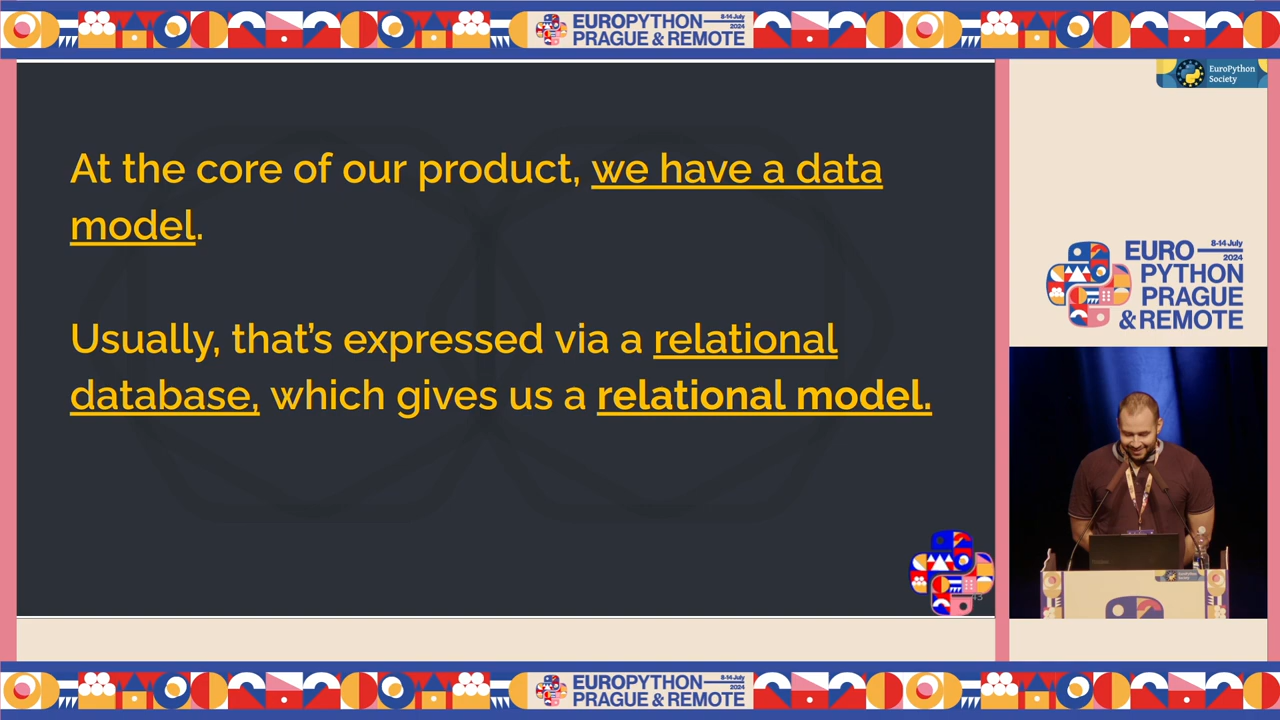 EUROPYTHON
8-14 July
2024
PRAGUE & REMOTE
EuroPython
Society
At the core of our product, we have a data
model.
Usually, that's expressed via a relational
database, which gives us a relational model.
EURO
8-14 July
2024
PYTHON
PRAGUE
& REMOTE
EUROPYTHON
8-14 July
2024
PRAGUE & REMOTE